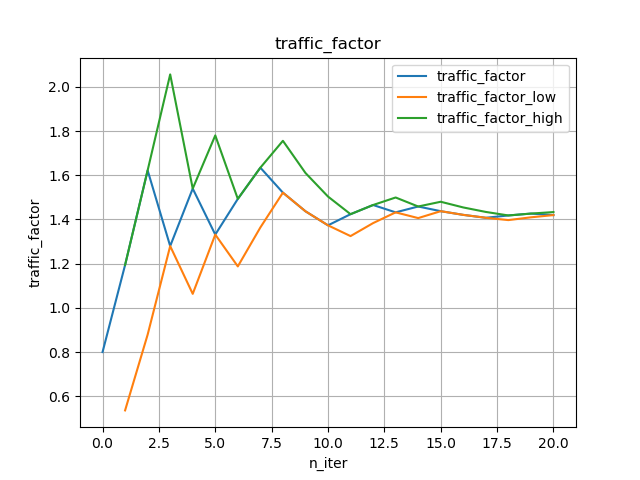 traffic_factor
traffic_factor
traffic_factor_low
traffic_factor_high
2.0
1.8
1.6
1.4
1.2
1.0
0.8
0.6
traffic_factor
0.0 2.5 5.0 7.5 10.0 12.5 15.0 17.5 20.0
n_iter